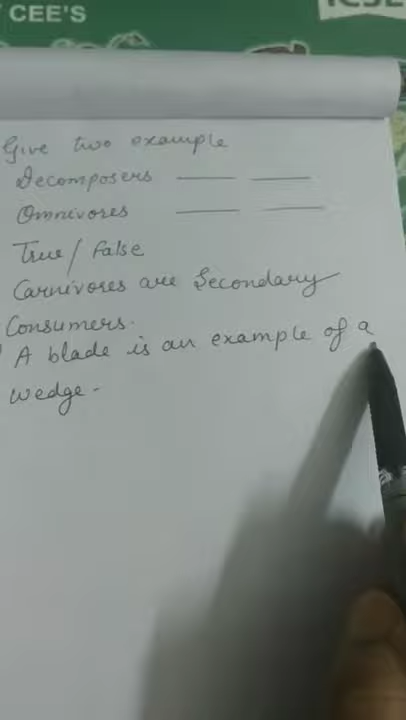 CEE'S
Give two example
Decomposers
Omnivores
True / False
Carnivores are Secondary
Consumers.
A blade is an example of a
wedge.